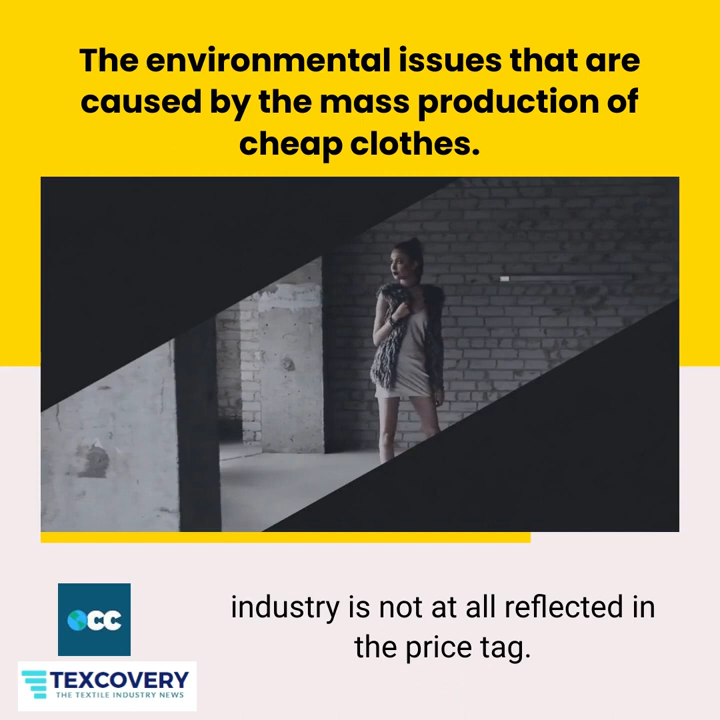 The environmental issues that are
caused by the mass production of
cheap clothes.
industry is not at all reflected in
the price tag.
CC
TEXCOVERY
THE TEXTILE INDUSTRY NEWS